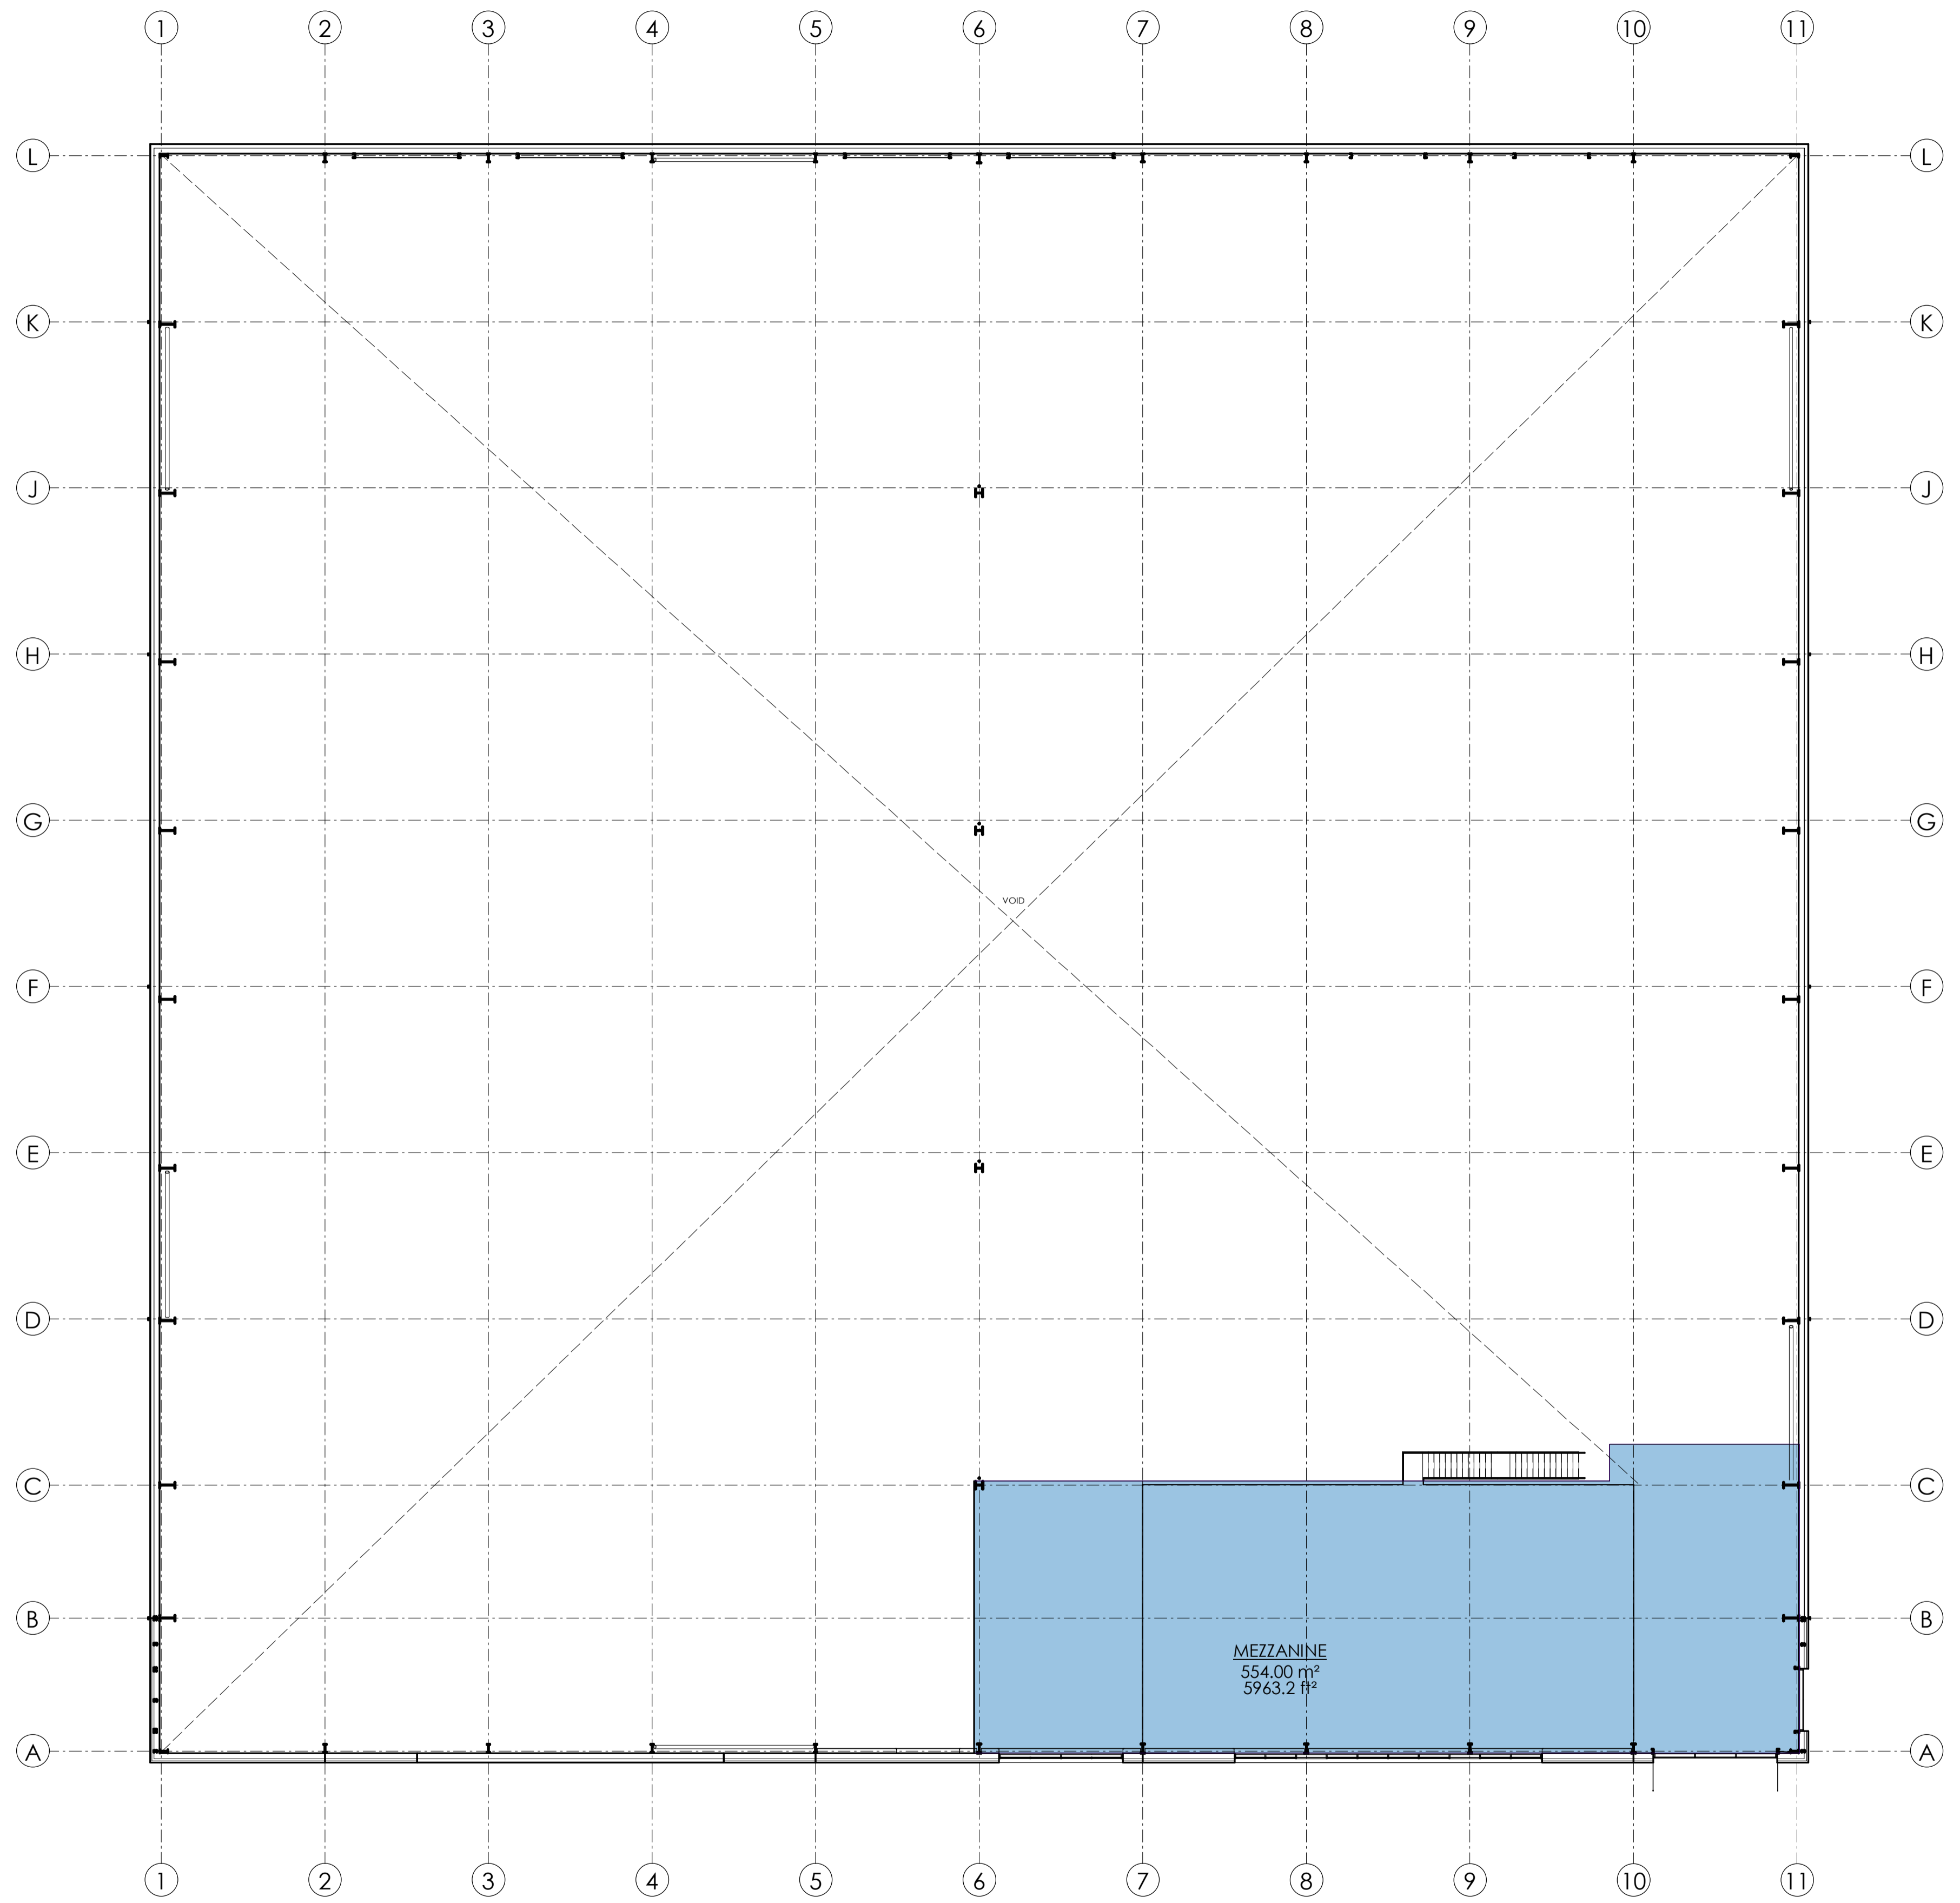 1 2 3 4 5 6 7 8 9 10 11
L L
K K
J J
H H
G G
VOID
F F
E E
D D
C C
B B
MEZZANINE
554.00 m²
5963.2 ft²
A A
1 2 3 4 5 6 7 8 9 10 11